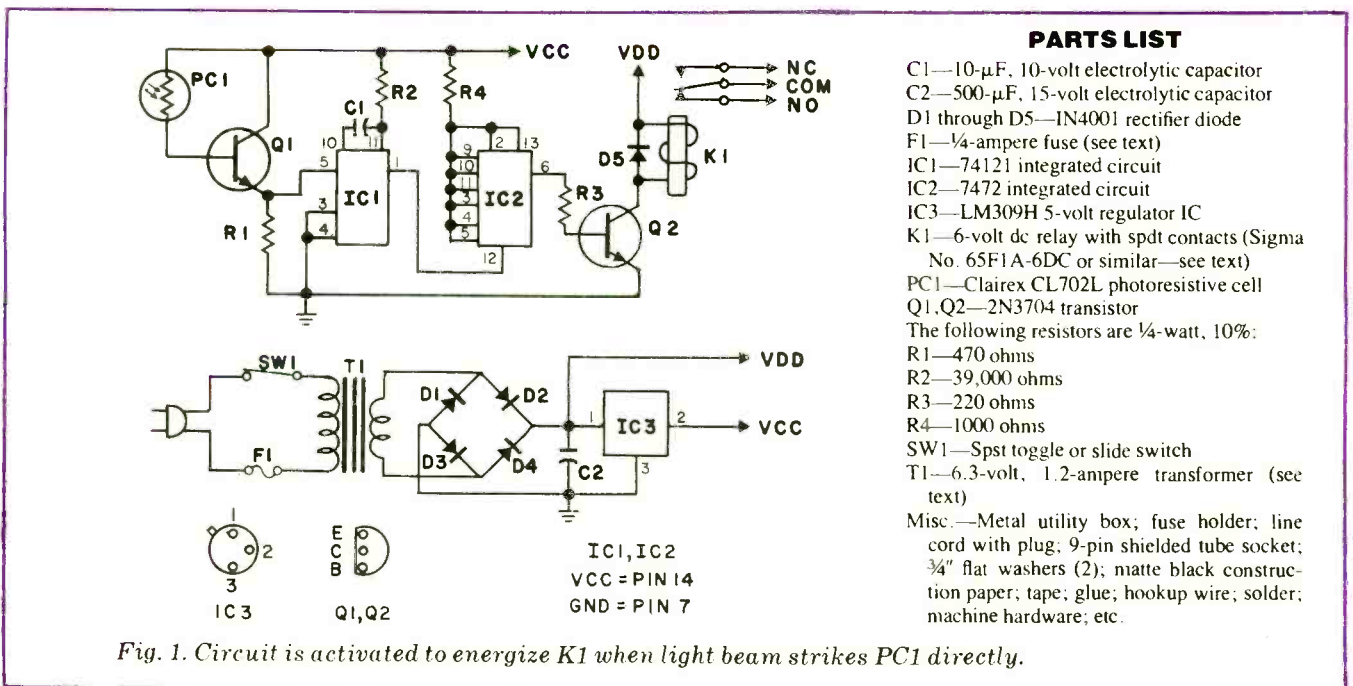 PC1
R2
R4
VCC
VDD
NC
COM
NO
C1
10
11
Q1
5
1
IC1
3
4
R1
2
13
9
10
11
3
4
5
IC2
6
12
R3
D5
K1
Q2
SW1
T1
F1
D1
D2
D3
D4
C2
1
IC3
2
3
VDD
VCC
1
2
3
IC3
E
C
B
Q1,Q2
IC1, IC2
VCC = PIN 14
GND = PIN 7
PARTS LIST
C1—10-μF, 10-volt electrolytic capacitor
C2—500-μF, 15-volt electrolytic capacitor
D1 through D5—IN4001 rectifier diode
F1—¼-ampere fuse (see text)
IC1—74121 integrated circuit
IC2—7472 integrated circuit
IC3—LM309H 5-volt regulator IC
K1—6-volt dc relay with spdt contacts (Sigma
No. 65F1A-6DC or similar—see text)
PC1—Clairex CL702L photoresistive cell
Q1,Q2—2N3704 transistor
The following resistors are ¼-watt, 10%:
R1—470 ohms
R2—39,000 ohms
R3—220 ohms
R4—1000 ohms
SW1—Spst toggle or slide switch
T1—6.3-volt, 1.2-ampere transformer (see
text)
Misc.—Metal utility box; fuse holder; line
cord with plug; 9-pin shielded tube socket;
¾" flat washers (2); matte black construc-
tion paper; tape; glue; hookup wire; solder;
machine hardware; etc.
Fig. 1. Circuit is activated to energize K1 when light beam strikes PC1 directly.